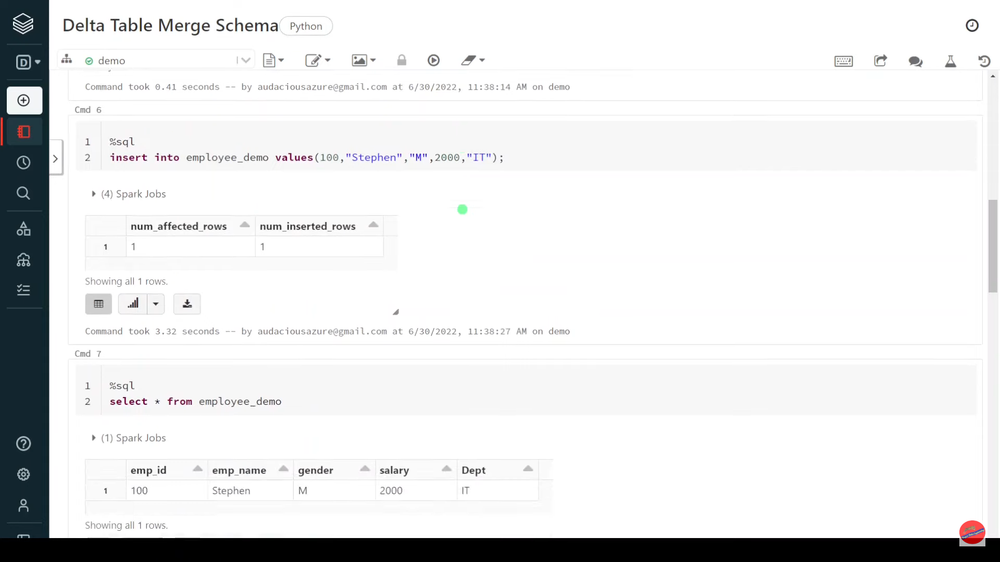 Delta Table Merge Schema Python
demo
Command took 0.41 seconds -- by audaciousazure@gmail.com at 6/30/2022, 11:38:14 AM on demo
Cmd 6
1 %sql
2 insert into employee_demo values(100,"Stephen","M",2000,"IT");
(4) Spark Jobs
num_affected_rows num_inserted_rows
1 1 1
Showing all 1 rows.
Command took 3.32 seconds -- by audaciousazure@gmail.com at 6/30/2022, 11:38:27 AM on demo
Cmd 7
1 %sql
2 select * from employee_demo
(1) Spark Jobs
emp_id emp_name gender salary Dept
1 100 Stephen M 2000 IT
Showing all 1 rows.